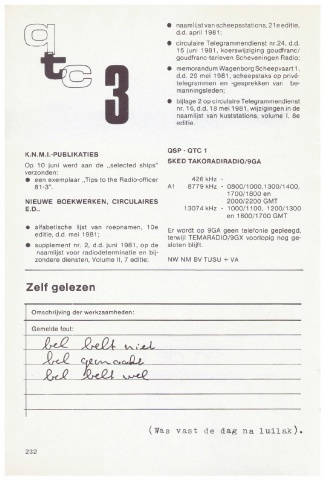 qtc 3
K.N.M.I.-PUBLIKATIES
Op 10 juni werd aan de „selected ships"
verzonden:
● een exemplaar „Tips to the Radio-officer
81-3".
NIEUWE BOEKWERKEN, CIRCULAIRES
E.D..
● alfabetische lijst van roepnamen, 10e
editie, d.d. mei 1981;
● supplement nr. 2, d.d. juni 1981, op de
naamlijst voor radiodeterminatie en bij-
zondere diensten, Volume II, 7 editie;
● naamlijst van scheepsstations, 21e editie,
d.d. april 1981;
● circulaire Telegrammendienst nr.24, d.d.
15 juni 1981, koerswijziging goudfranc/
goudfranc-tarieven Scheveningen Radio;
● memorandum Wagenborg Scheepvaart 1,
d.d. 29 mei 1981, scheepstaks op privé-
telegrammen en -gesprekken van be-
manningsleden;
● bijlage 2 op circulaire Telegrammendienst
nr. 16, d.d. 18 mei 1981, wijzigingen in de
naamlijst van kuststations, volume I, 8e
editie.
QSP - QTC 1
SKED TAKORADIRADIO/9GA
426 kHz -
A1 8779 kHz - 0800/1000,1300/1400,
1700/1800 en
2000/2200 GMT
13074 kHz - 1000/1100, 1200/1300
en 1600/1700 GMT
Er wordt op 9GA geen telefonie gepleegd,
terwijl TEMARADIO/9GX voorlopig nog ge-
sloten blijft.
NW NM BV TUSU + VA
Zelf gelezen
Omschrijving der werkzaamheden:
Gemelde fout:
bel belt niet
bel gemaakt
bel belt wel
(Was vast de dag na luilak).
232